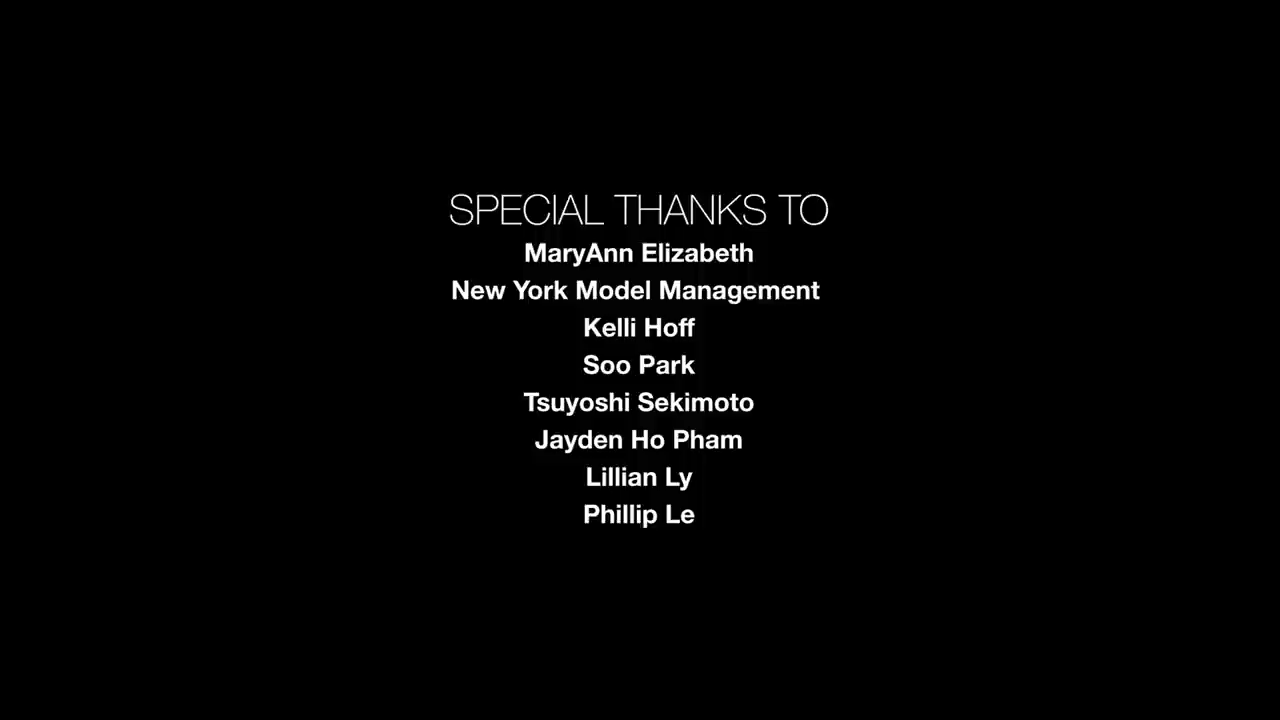 SPECIAL THANKS TO
MaryAnn Elizabeth
New York Model Management
Kelli Hoff
Soo Park
Tsuyoshi Sekimoto
Jayden Ho Pham
Lillian Ly
Phillip Le